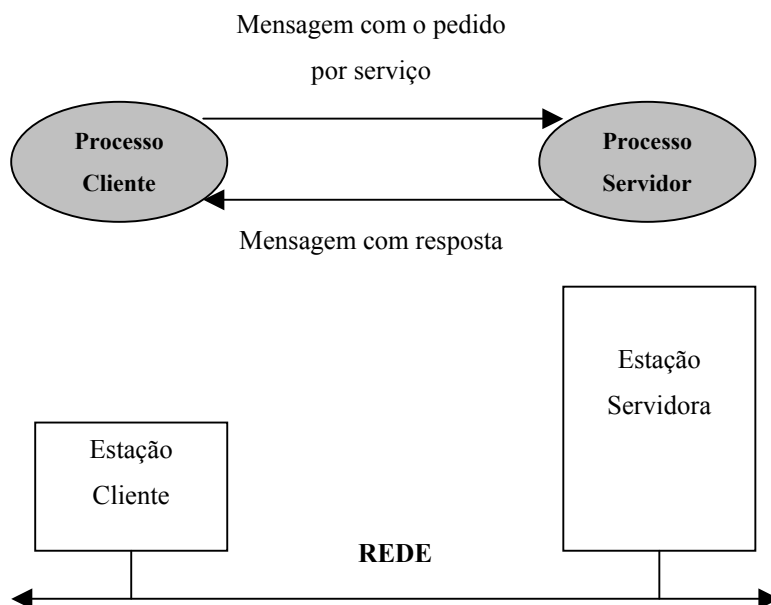 Mensagem com o pedido
por serviço
Processo
Cliente
Processo
Servidor
Mensagem com resposta
Estação
Servidora
Estação
Cliente
REDE